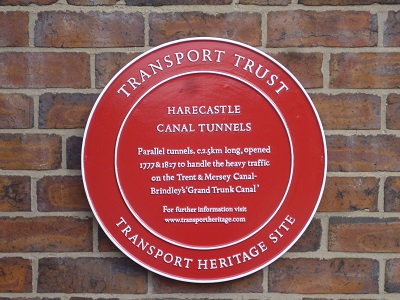 TRANSPORT TRUST
HARECASTLE
CANAL TUNNELS
Parallel tunnels, c2.5km long, opened
1777 & 1827 to handle the heavy traffic
on the Trent & Mersey Canal-
Brindley's 'Grand Trunk Canal'
For further information visit
www.transportheritage.com
TRANSPORT HERITAGE SITE